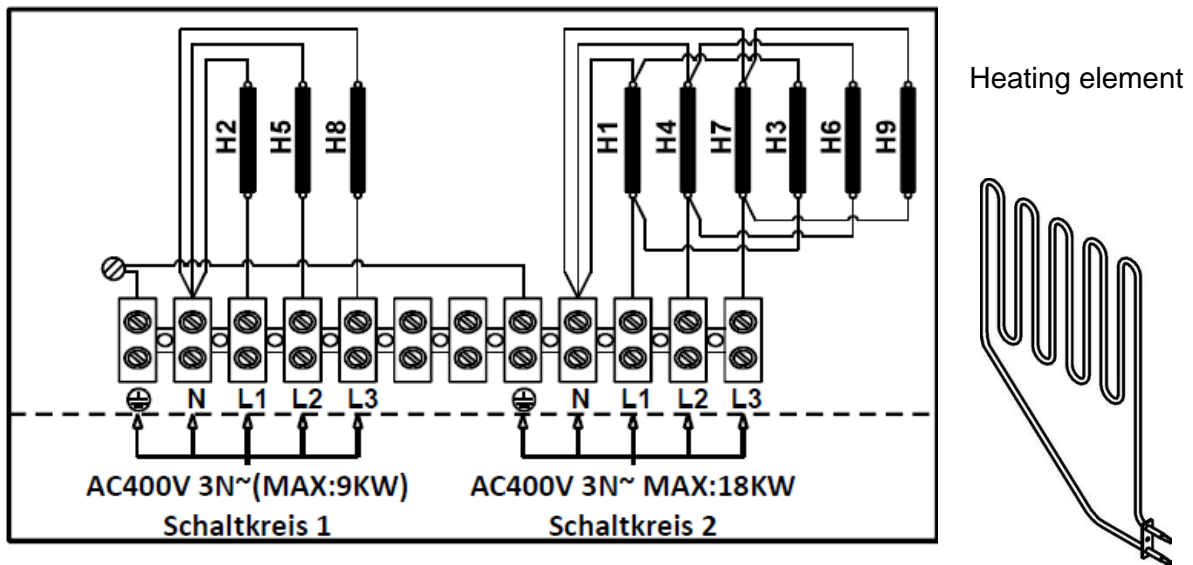 Heating element
H2 H5 H8 H1 H4 H7 H3 H6 H9
N L1 L2 L3 N L1 L2 L3
AC400V 3N~(MAX:9KW)
Schaltkreis 1
AC400V 3N~ MAX:18KW
Schaltkreis 2